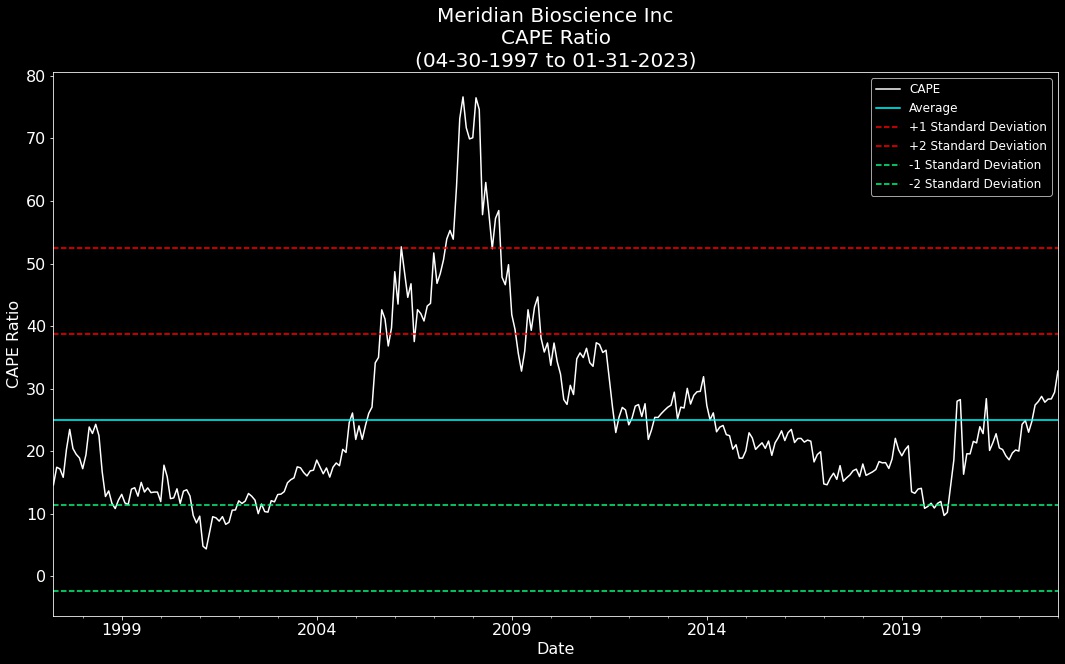 Meridian Bioscience Inc
CAPE Ratio
(04-30-1997 to 01-31-2023)
CAPE
Average
+1 Standard Deviation
+2 Standard Deviation
-1 Standard Deviation
-2 Standard Deviation
CAPE Ratio
80
70
60
50
40
30
20
10
0
1999 2004 2009 2014 2019
Date